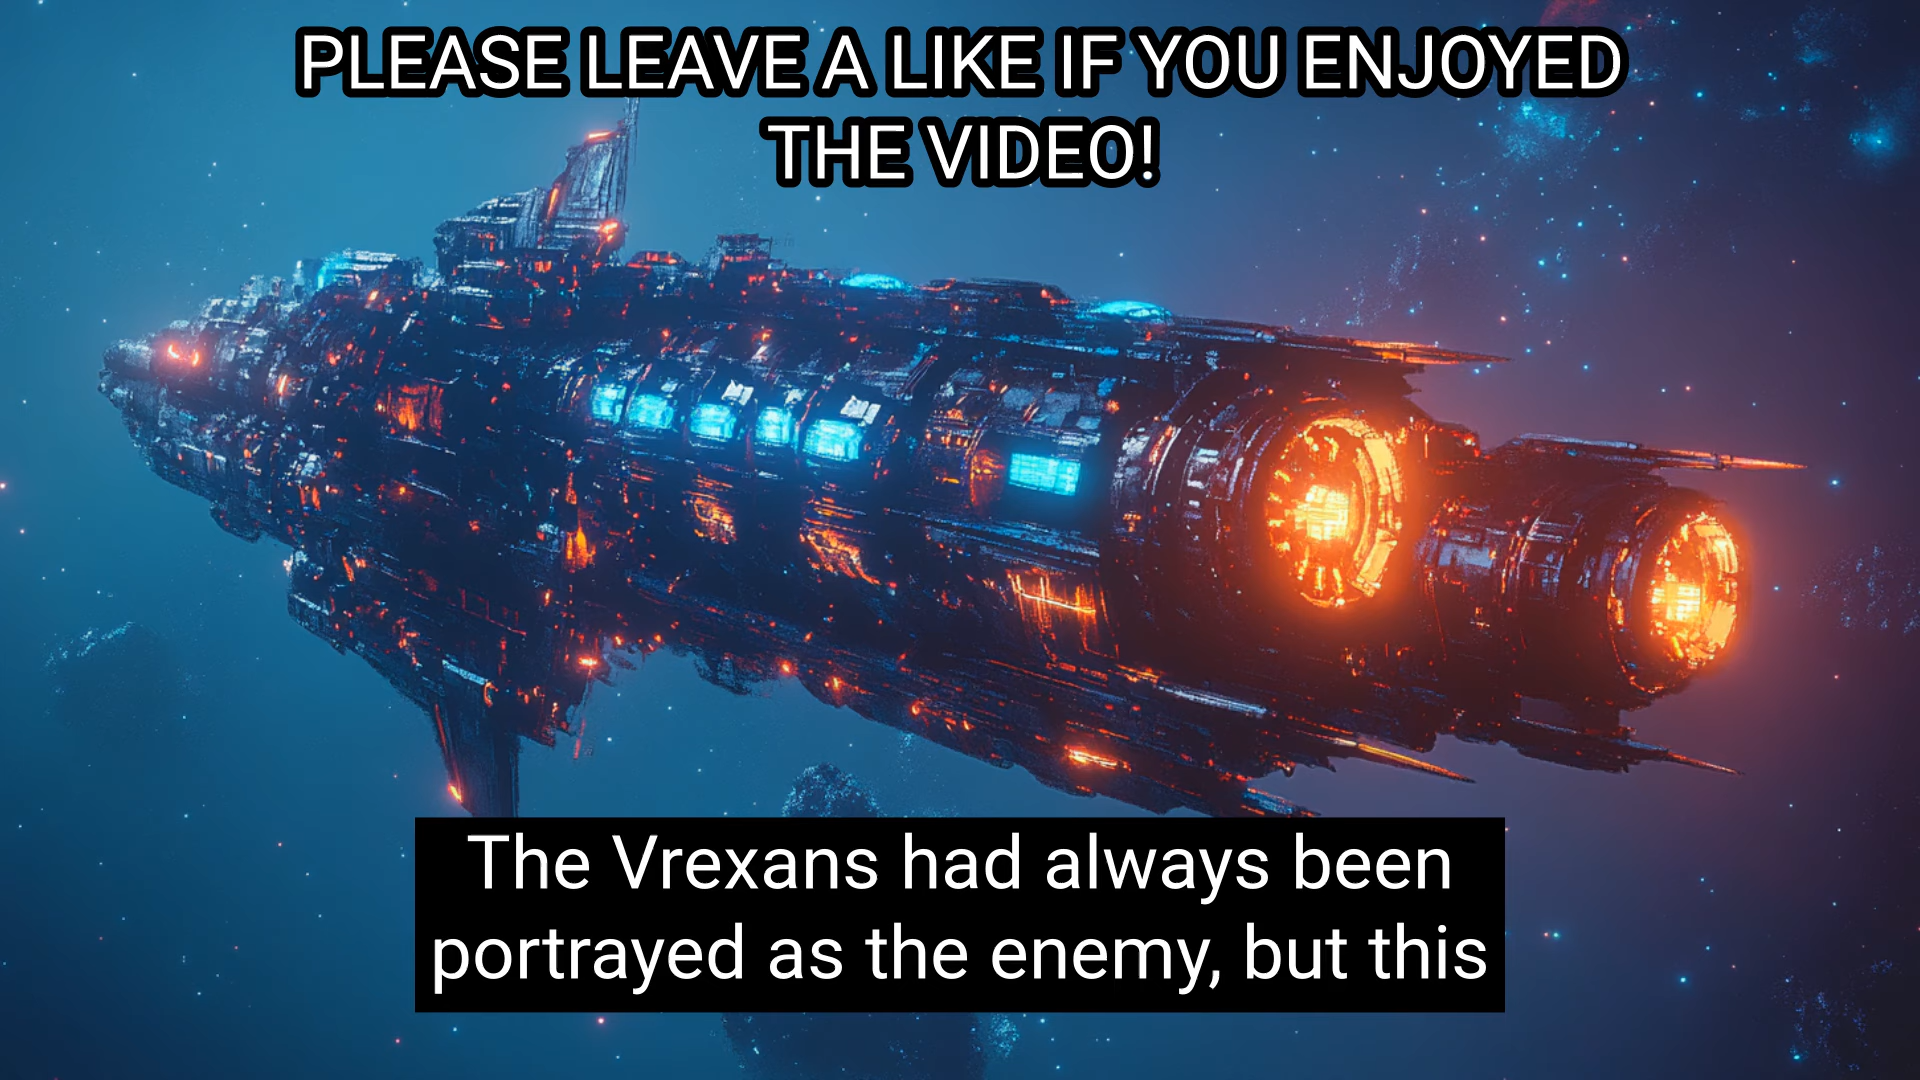 PLEASE LEAVE A LIKE IF YOU ENJOYED
THE VIDEO!
The Vrexans had always been
portrayed as the enemy, but this